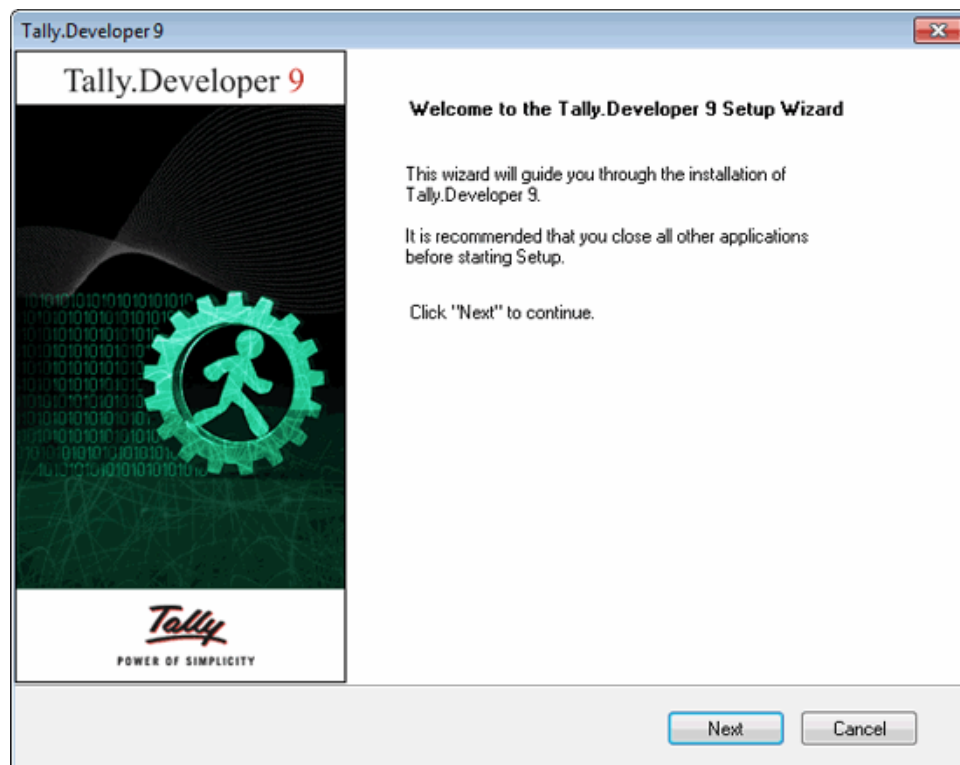 Tally.Developer 9
Tally.Developer 9
Welcome to the Tally.Developer 9 Setup Wizard
This wizard will guide you through the installation of
Tally.Developer 9.
It is recommended that you close all other applications
before starting Setup.
Click "Next" to continue.
Tally
POWER OF SIMPLICITY
Next
Cancel